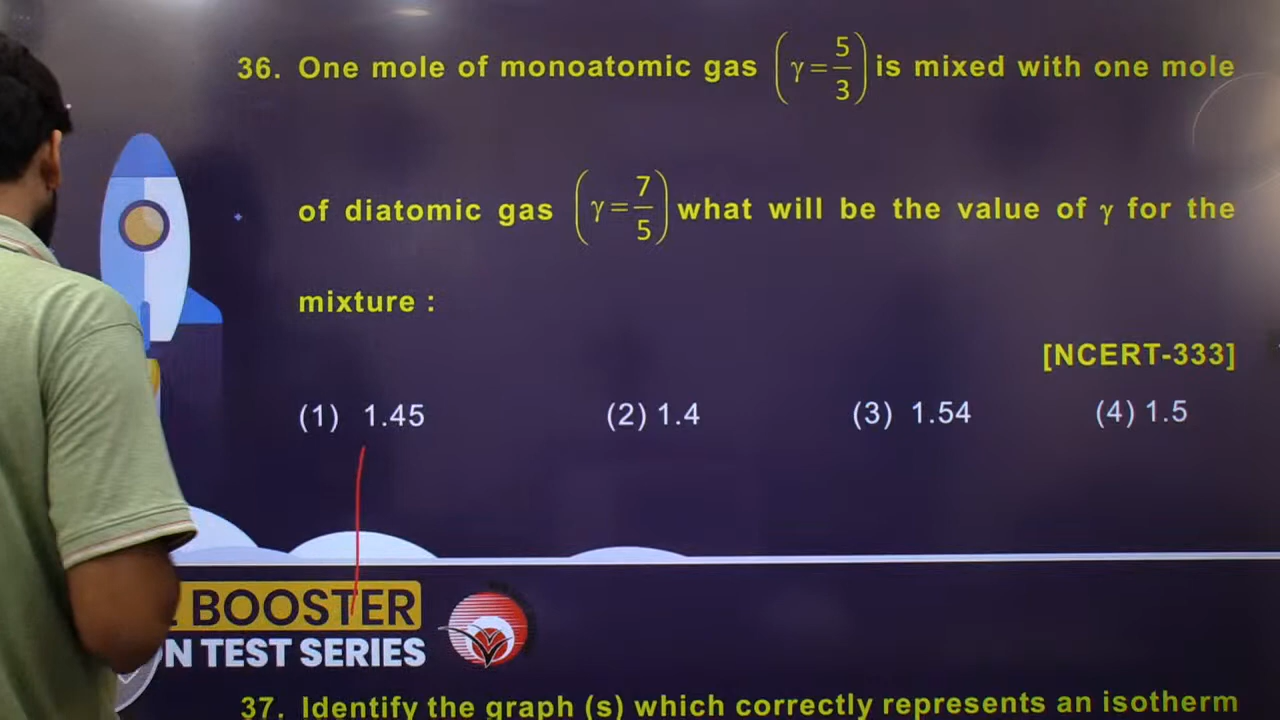 36. One mole of monoatomic gas (γ = 5/3) is mixed with one mole
of diatomic gas (γ = 7/5) what will be the value of γ for the
mixture :
[NCERT-333]
(1) 1.45 (2) 1.4 (3) 1.54 (4) 1.5
BOOSTER
N TEST SERIES
37. Identify the graph (s) which correctly represents an isotherm